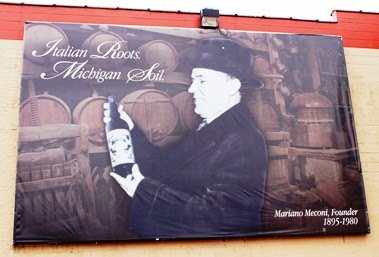 Italian Roots.
Michigan Soil.
Mariano Meconi, Founder
1895-1980